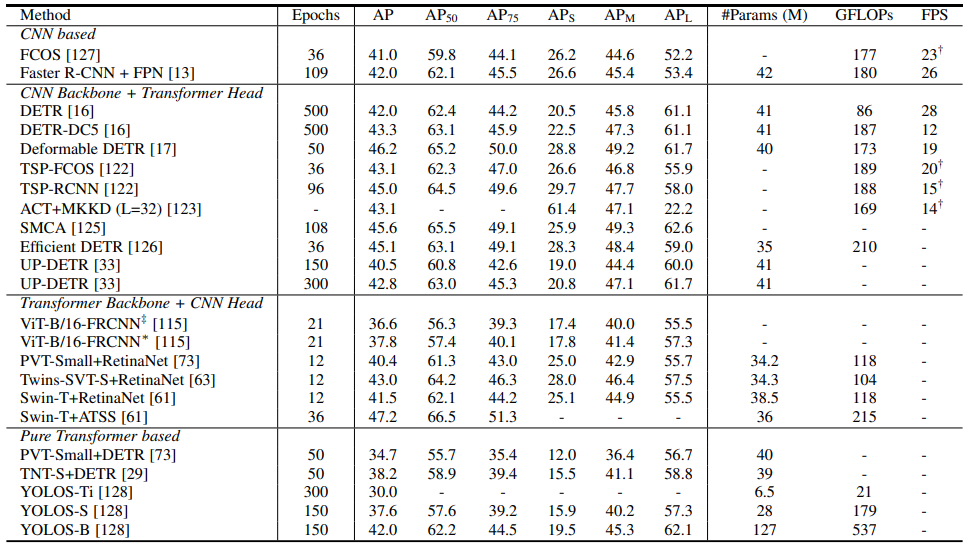 Method Epochs AP AP50 AP75 APS APM APL #Params (M) GFLOPs FPS
CNN based
FCOS [127] 36 41.0 59.8 44.1 26.2 44.6 52.2 - 177 23†
Faster R-CNN + FPN [13] 109 42.0 62.1 45.5 26.6 45.4 53.4 42 180 26
CNN Backbone + Transformer Head
DETR [16] 500 42.0 62.4 44.2 20.5 45.8 61.1 41 86 28
DETR-DC5 [16] 500 43.3 63.1 45.9 22.5 47.3 61.1 41 187 12
Deformable DETR [17] 50 46.2 65.2 50.0 28.8 49.2 61.7 40 173 19
TSP-FCOS [122] 36 43.1 62.3 47.0 26.6 46.8 55.9 - 189 20†
TSP-RCNN [122] 96 45.0 64.5 49.6 29.7 47.7 58.0 - 188 15†
ACT+MKKD (L=32) [123] - 43.1 - - 61.4 47.1 22.2 - 169 14†
SMCA [125] 108 45.6 65.5 49.1 25.9 49.3 62.6 - - -
Efficient DETR [126] 36 45.1 63.1 49.1 28.3 48.4 59.0 35 210 -
UP-DETR [33] 150 40.5 60.8 42.6 19.0 44.4 60.0 41 - -
UP-DETR [33] 300 42.8 63.0 45.3 20.8 47.1 61.7 41 - -
Transformer Backbone + CNN Head
ViT-B/16-FRCNN‡ [115] 21 36.6 56.3 39.3 17.4 40.0 55.5 - - -
ViT-B/16-FRCNN* [115] 21 37.8 57.4 40.1 17.8 41.4 57.3 - - -
PVT-Small+RetinaNet [73] 12 40.4 61.3 43.0 25.0 42.9 55.7 34.2 118 -
Twins-SVT-S+RetinaNet [63] 12 43.0 64.2 46.3 28.0 46.4 57.5 34.3 104 -
Swin-T+RetinaNet [61] 12 41.5 62.1 44.2 25.1 44.9 55.5 38.5 118 -
Swin-T+ATSS [61] 36 47.2 66.5 51.3 - - - 36 215 -
Pure Transformer based
PVT-Small+DETR [73] 50 34.7 55.7 35.4 12.0 36.4 56.7 40 - -
TNT-S+DETR [29] 50 38.2 58.9 39.4 15.5 41.1 58.8 39 - -
YOLOS-Ti [128] 300 30.0 - - - - - 6.5 21 -
YOLOS-S [128] 150 37.6 57.6 39.2 15.9 40.2 57.3 28 179 -
YOLOS-B [128] 150 42.0 62.2 44.5 19.5 45.3 62.1 127 537 -